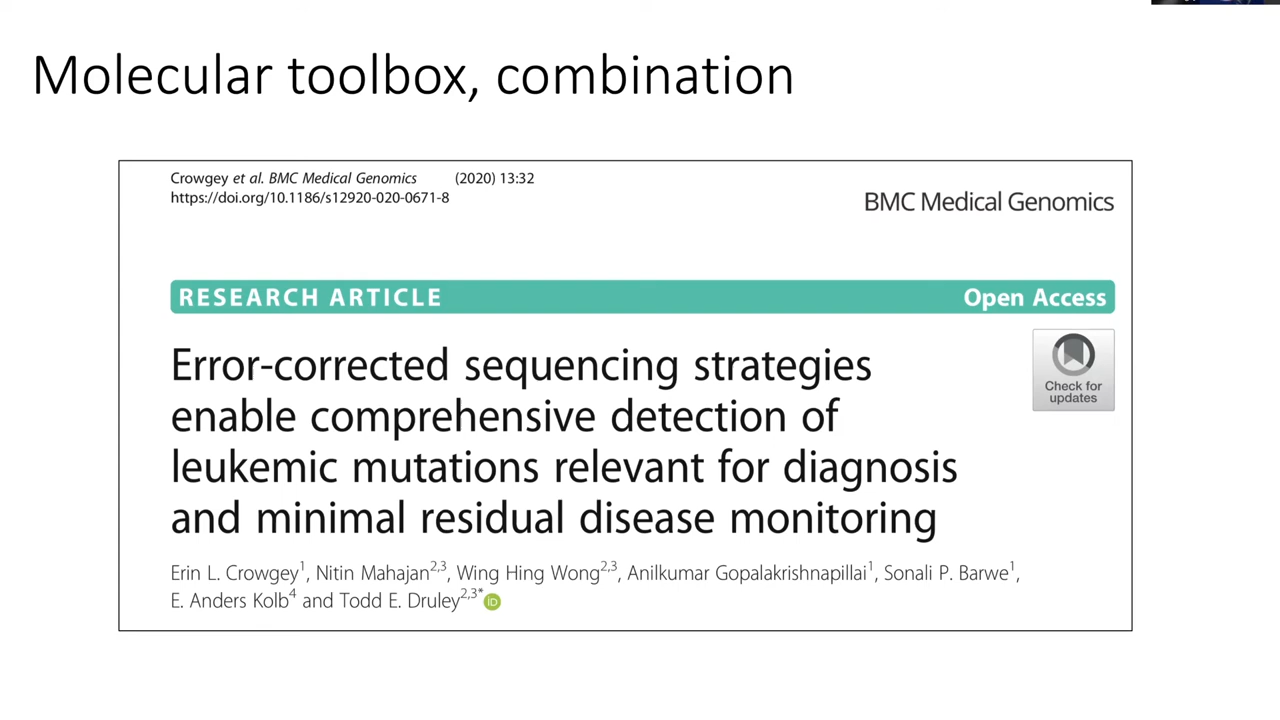 Molecular toolbox, combination
Crowgey et al. BMC Medical Genomics (2020) 13:32
https://doi.org/10.1186/s12920-020-0671-8
BMC Medical Genomics
RESEARCH ARTICLE Open Access
Error-corrected sequencing strategies
enable comprehensive detection of
leukemic mutations relevant for diagnosis
and minimal residual disease monitoring
Check for
updates
Erin L. Crowgey1, Nitin Mahajan2,3, Wing Hing Wong2,3, Anilkumar Gopalakrishnapillai1, Sonali P. Barwe1,
E. Anders Kolb4 and Todd E. Druley2,3* iD